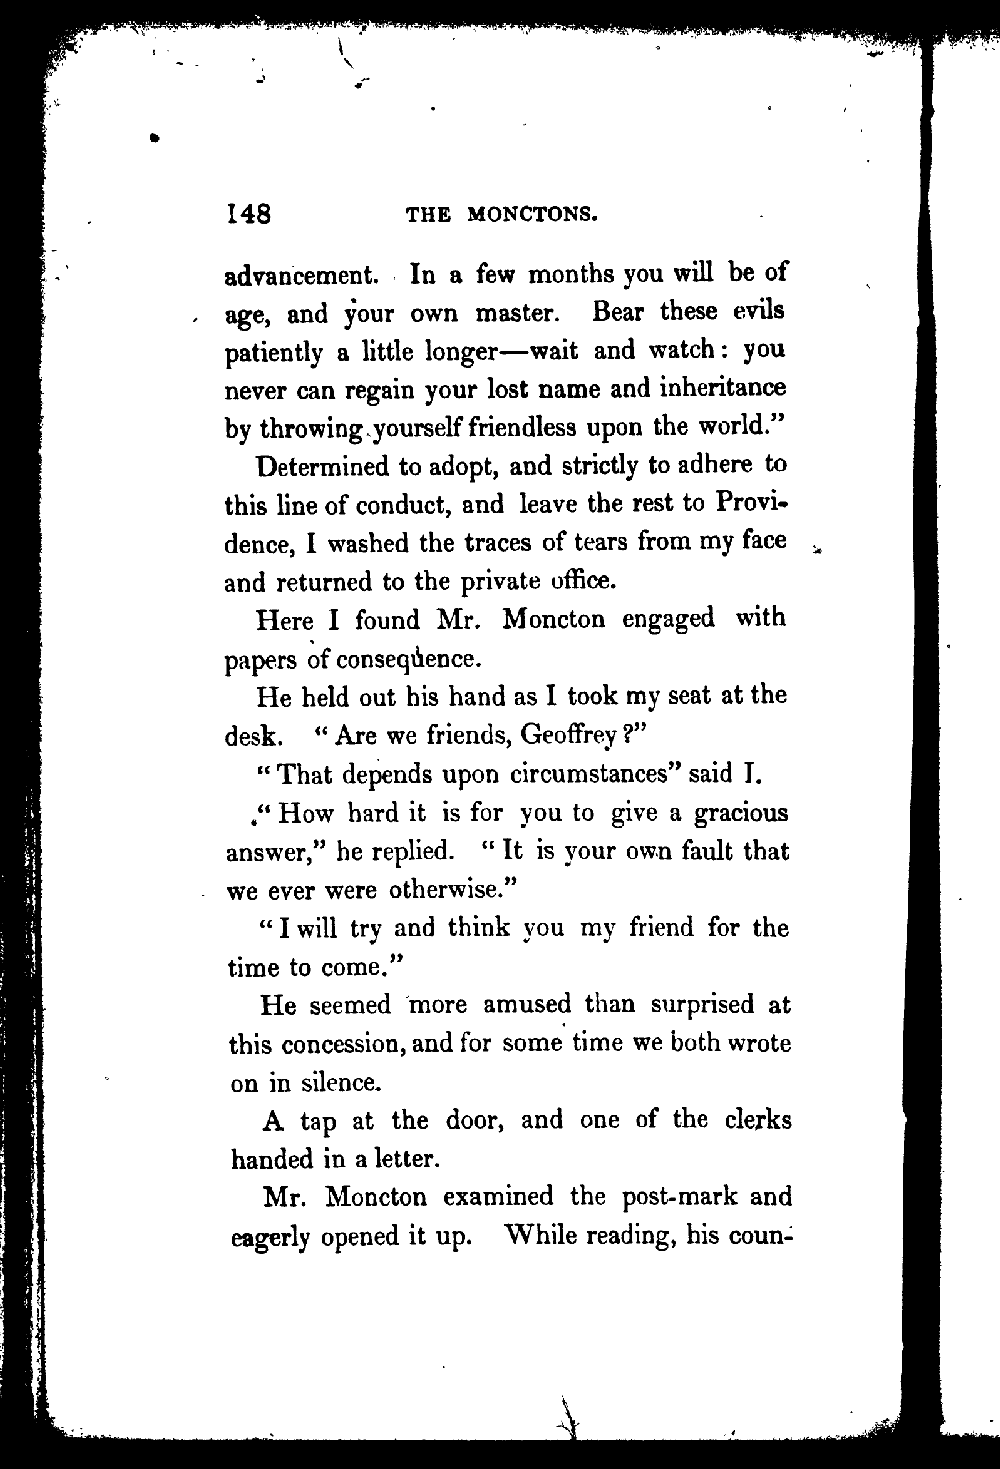 148 THE MONCTONS.
advancement. In a few months you will be of
age, and your own master. Bear these evils
patiently a little longer—wait and watch: you
never can regain your lost name and inheritance
by throwing yourself friendless upon the world.”
Determined to adopt, and strictly to adhere to
this line of conduct, and leave the rest to Provi-
dence, I washed the traces of tears from my face
and returned to the private office.
Here I found Mr. Moncton engaged with
papers of consequence.
He held out his hand as I took my seat at the
desk. “Are we friends, Geoffrey?”
“That depends upon circumstances” said I.
“How hard it is for you to give a gracious
answer,” he replied. “It is your own fault that
we ever were otherwise.”
“I will try and think you my friend for the
time to come.”
He seemed more amused than surprised at
this concession, and for some time we both wrote
on in silence.
A tap at the door, and one of the clerks
handed in a letter.
Mr. Moncton examined the post-mark and
eagerly opened it up. While reading, his coun-